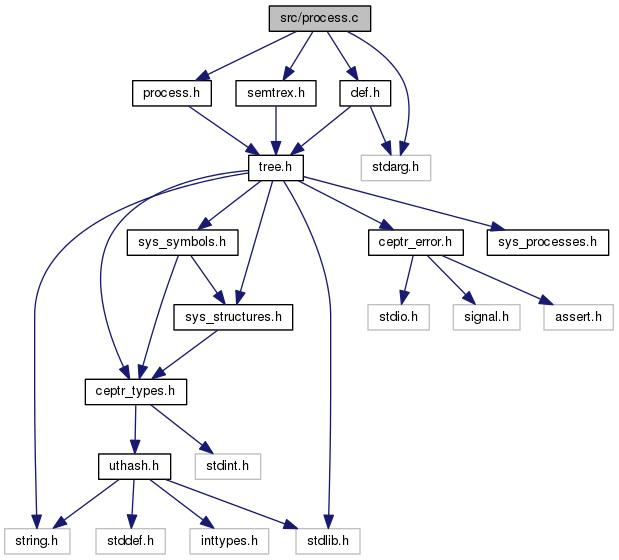 src/process.c
process.h
semtrex.h
def.h
tree.h
stdarg.h
sys_symbols.h
ceptr_error.h
sys_processes.h
sys_structures.h
stdio.h
signal.h
assert.h
ceptr_types.h
uthash.h
stdint.h
string.h
stddef.h
inttypes.h
stdlib.h